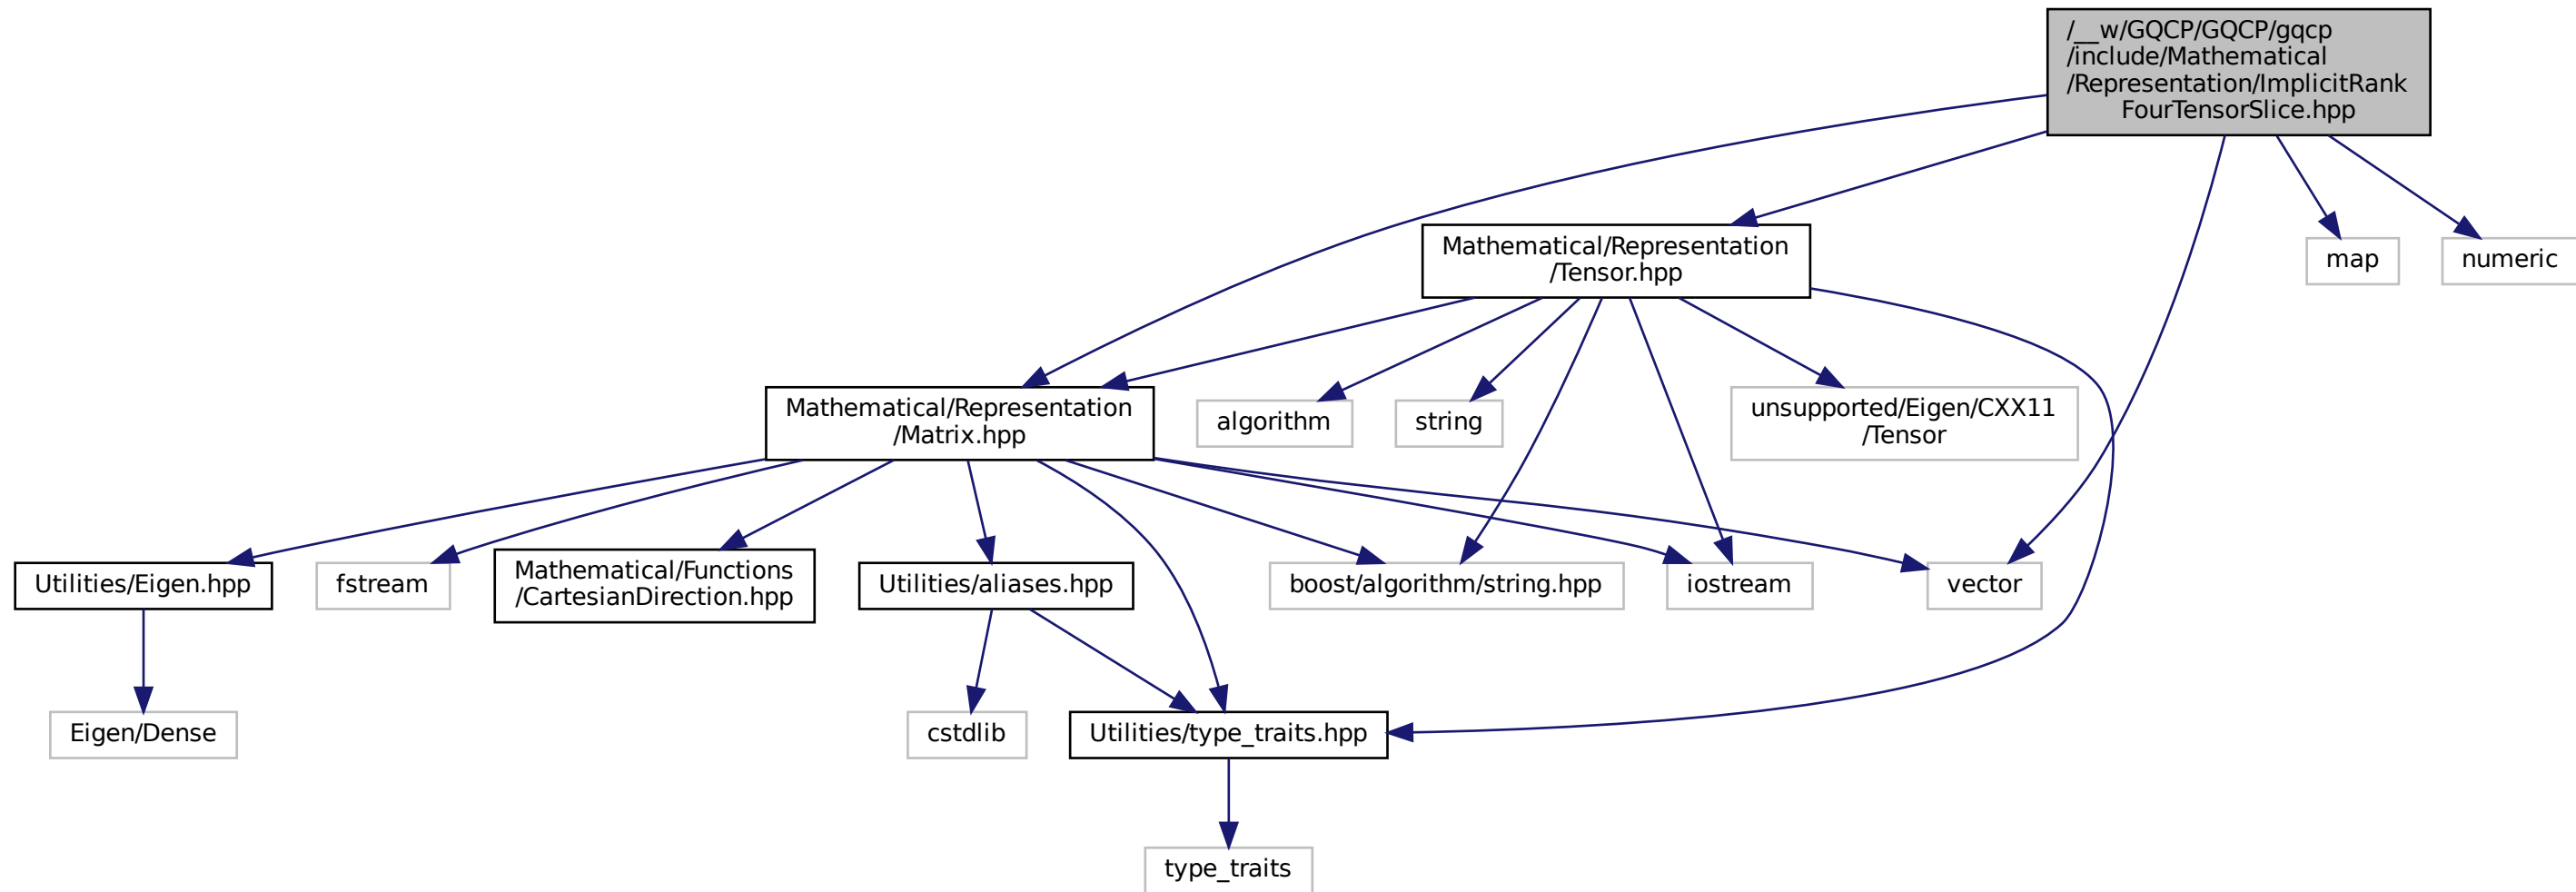 /__w/GQCP/GQCP/gqcp
/include/Mathematical
/Representation/ImplicitRank
FourTensorSlice.hpp
Mathematical/Representation
/Tensor.hpp
map
numeric
Mathematical/Representation
/Matrix.hpp
algorithm
string
unsupported/Eigen/CXX11
/Tensor
Utilities/Eigen.hpp
fstream
Mathematical/Functions
/CartesianDirection.hpp
Utilities/aliases.hpp
boost/algorithm/string.hpp
iostream
vector
Eigen/Dense
cstdlib
Utilities/type_traits.hpp
type_traits